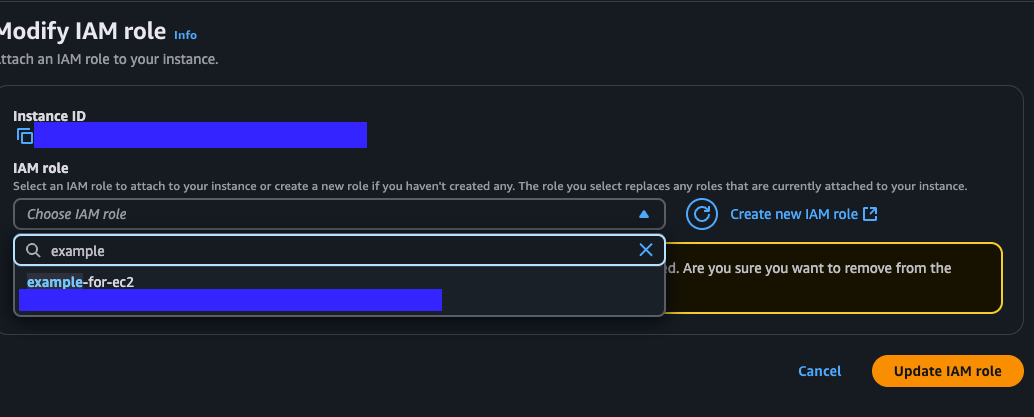 Modify IAM role Info
ttach an IAM role to your instance.
Instance ID
IAM role
Select an IAM role to attach to your instance or create a new role if you haven't created any. The role you select replaces any roles that are currently attached to your instance.
Choose IAM role
Create new IAM role
example
d. Are you sure you want to remove from the
example-for-ec2
Cancel
Update IAM role